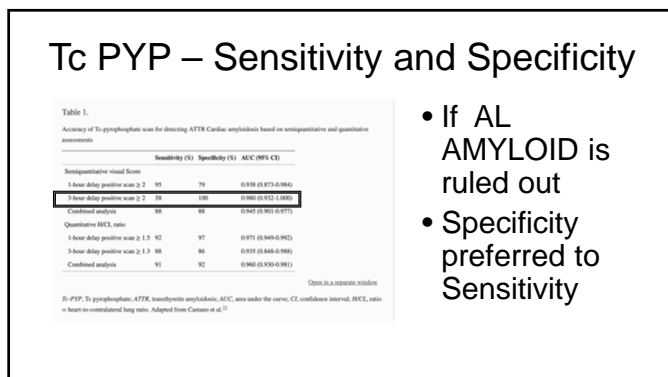 Tc PYP – Sensitivity and Specificity
Table 1.
Accuracy of Tc-pyrophosphate scan for detecting ATTR Cardiac amyloidosis based on semiquantitative and quantitative
assessments
Sensitivity (%) Specificity (%) AUC (95% CI)
Semiquantitative visual Score
1-hour delay positive scan ≥ 2 95 79 0.938 (0.873-0.984)
3-hour delay positive scan ≥ 2 58 100 0.980 (0.932-1.000)
Combined analysis 88 88 0.945 (0.901-0.977)
Quantitative H/CL ratio
1-hour delay positive scan ≥ 1.5 92 97 0.971 (0.949-0.992)
3-hour delay positive scan ≥ 1.3 88 86 0.935 (0.848-0.988)
Combined analysis 91 92 0.960 (0.930-0.981)
Open in a separate window
Tc-PYP, Tc pyrophosphate; ATTR, transthyretin amyloidosis; AUC, area under the curve; CI, confidence interval; H/CL, ratio
= heart-to-contralateral lung ratio. Adapted from Castano et al.
• If AL
AMYLOID is
ruled out
• Specificity
preferred to
Sensitivity